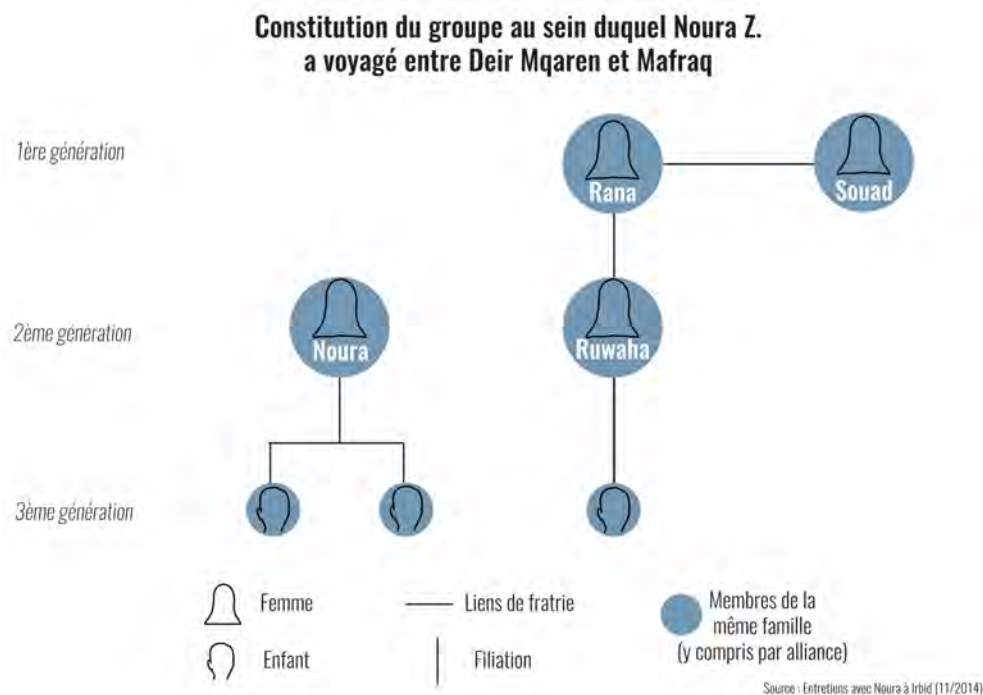 Constitution du groupe au sein duquel Noura Z.
a voyagé entre Deir Mqaren et Mafraq
1ère génération
Rana
Souad
2ème génération
Noura
Ruwaha
3ème génération
Femme
Liens de fratrie
Membres de la
même famille
(y compris par alliance)
Enfant
Filiation
Source : Entretiens avec Noura à Irbid (11/2014)